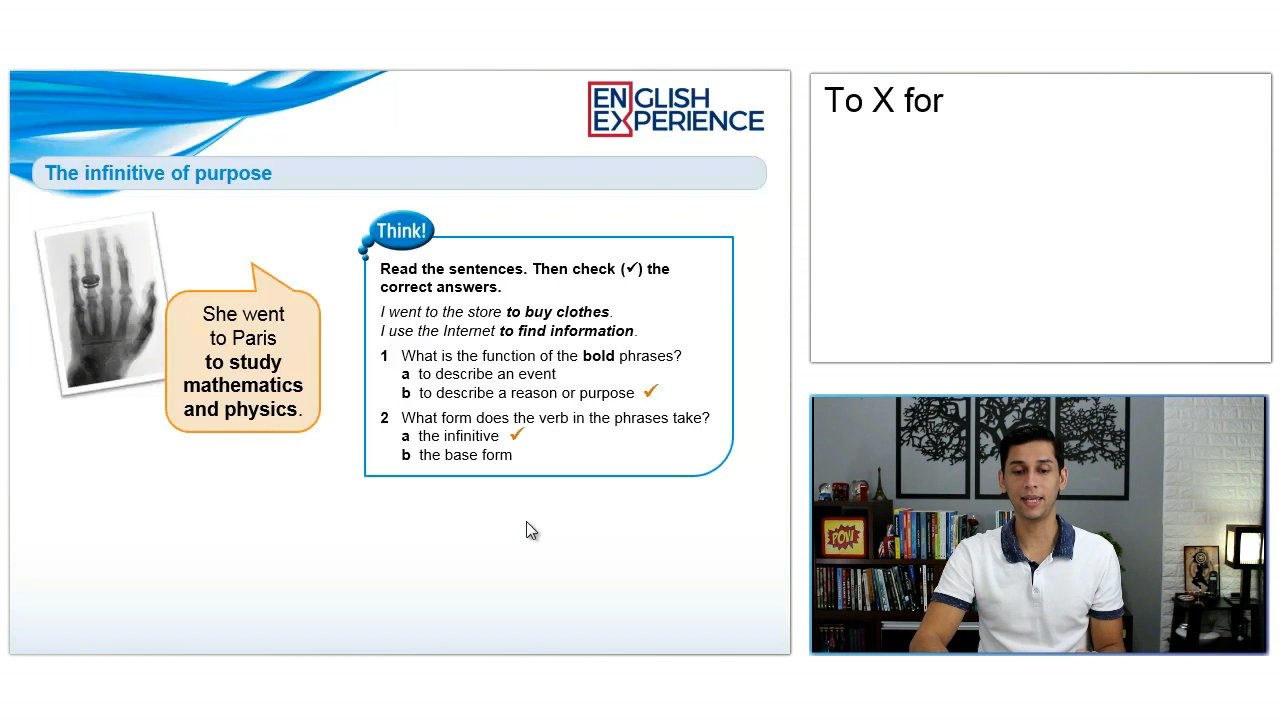 ENGLISH
EXPERIENCE
The infinitive of purpose
She went
to Paris
to study
mathematics
and physics.
Think!
Read the sentences. Then check (✓) the
correct answers.
I went to the store to buy clothes.
I use the Internet to find information.
1 What is the function of the bold phrases?
a to describe an event
b to describe a reason or purpose ✓
2 What form does the verb in the phrases take?
a the infinitive ✓
b the base form
To X for
POW